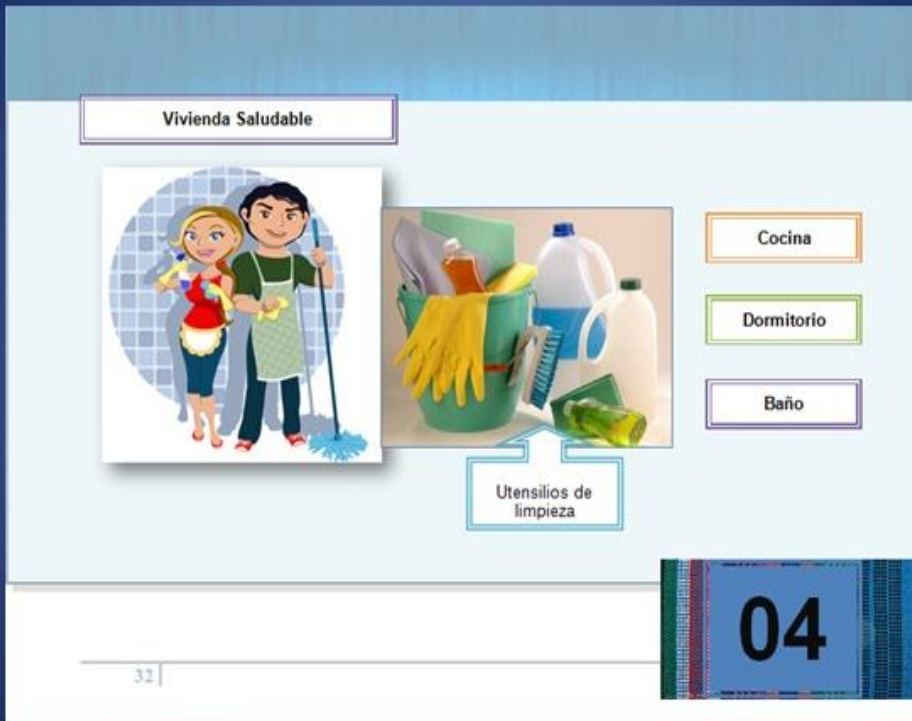 Vivienda Saludable
Cocina
Dormitorio
Baño
Utensilios de
limpieza
04
32